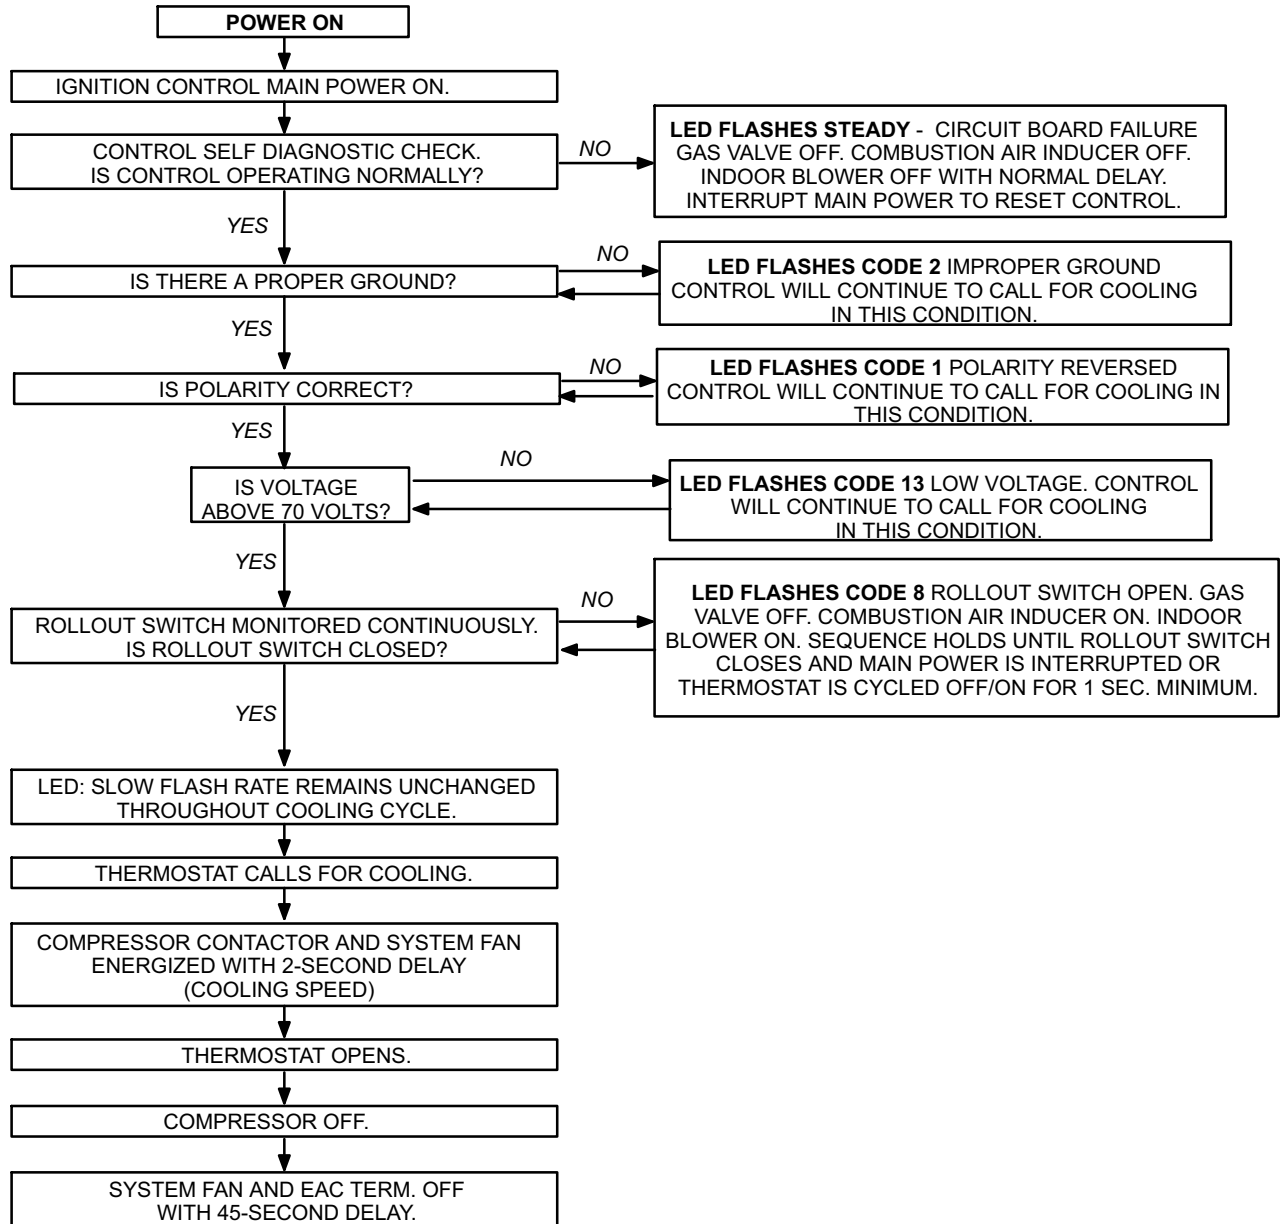 POWER ON
IGNITION CONTROL MAIN POWER ON.
CONTROL SELF DIAGNOSTIC CHECK.
IS CONTROL OPERATING NORMALLY?
NO
LED FLASHES STEADY - CIRCUIT BOARD FAILURE
GAS VALVE OFF. COMBUSTION AIR INDUCER OFF.
INDOOR BLOWER OFF WITH NORMAL DELAY.
INTERRUPT MAIN POWER TO RESET CONTROL.
YES
IS THERE A PROPER GROUND?
NO
LED FLASHES CODE 2 IMPROPER GROUND
CONTROL WILL CONTINUE TO CALL FOR COOLING
IN THIS CONDITION.
YES
IS POLARITY CORRECT?
NO
LED FLASHES CODE 1 POLARITY REVERSED
CONTROL WILL CONTINUE TO CALL FOR COOLING IN
THIS CONDITION.
YES
IS VOLTAGE
ABOVE 70 VOLTS?
NO
LED FLASHES CODE 13 LOW VOLTAGE. CONTROL
WILL CONTINUE TO CALL FOR COOLING
IN THIS CONDITION.
YES
ROLLOUT SWITCH MONITORED CONTINUOUSLY.
IS ROLLOUT SWITCH CLOSED?
NO
LED FLASHES CODE 8 ROLLOUT SWITCH OPEN. GAS
VALVE OFF. COMBUSTION AIR INDUCER ON. INDOOR
BLOWER ON. SEQUENCE HOLDS UNTIL ROLLOUT SWITCH
CLOSES AND MAIN POWER IS INTERRUPTED OR
THERMOSTAT IS CYCLED OFF/ON FOR 1 SEC. MINIMUM.
YES
LED: SLOW FLASH RATE REMAINS UNCHANGED
THROUGHOUT COOLING CYCLE.
THERMOSTAT CALLS FOR COOLING.
COMPRESSOR CONTACTOR AND SYSTEM FAN
ENERGIZED WITH 2-SECOND DELAY
(COOLING SPEED)
THERMOSTAT OPENS.
COMPRESSOR OFF.
SYSTEM FAN AND EAC TERM. OFF
WITH 45-SECOND DELAY.